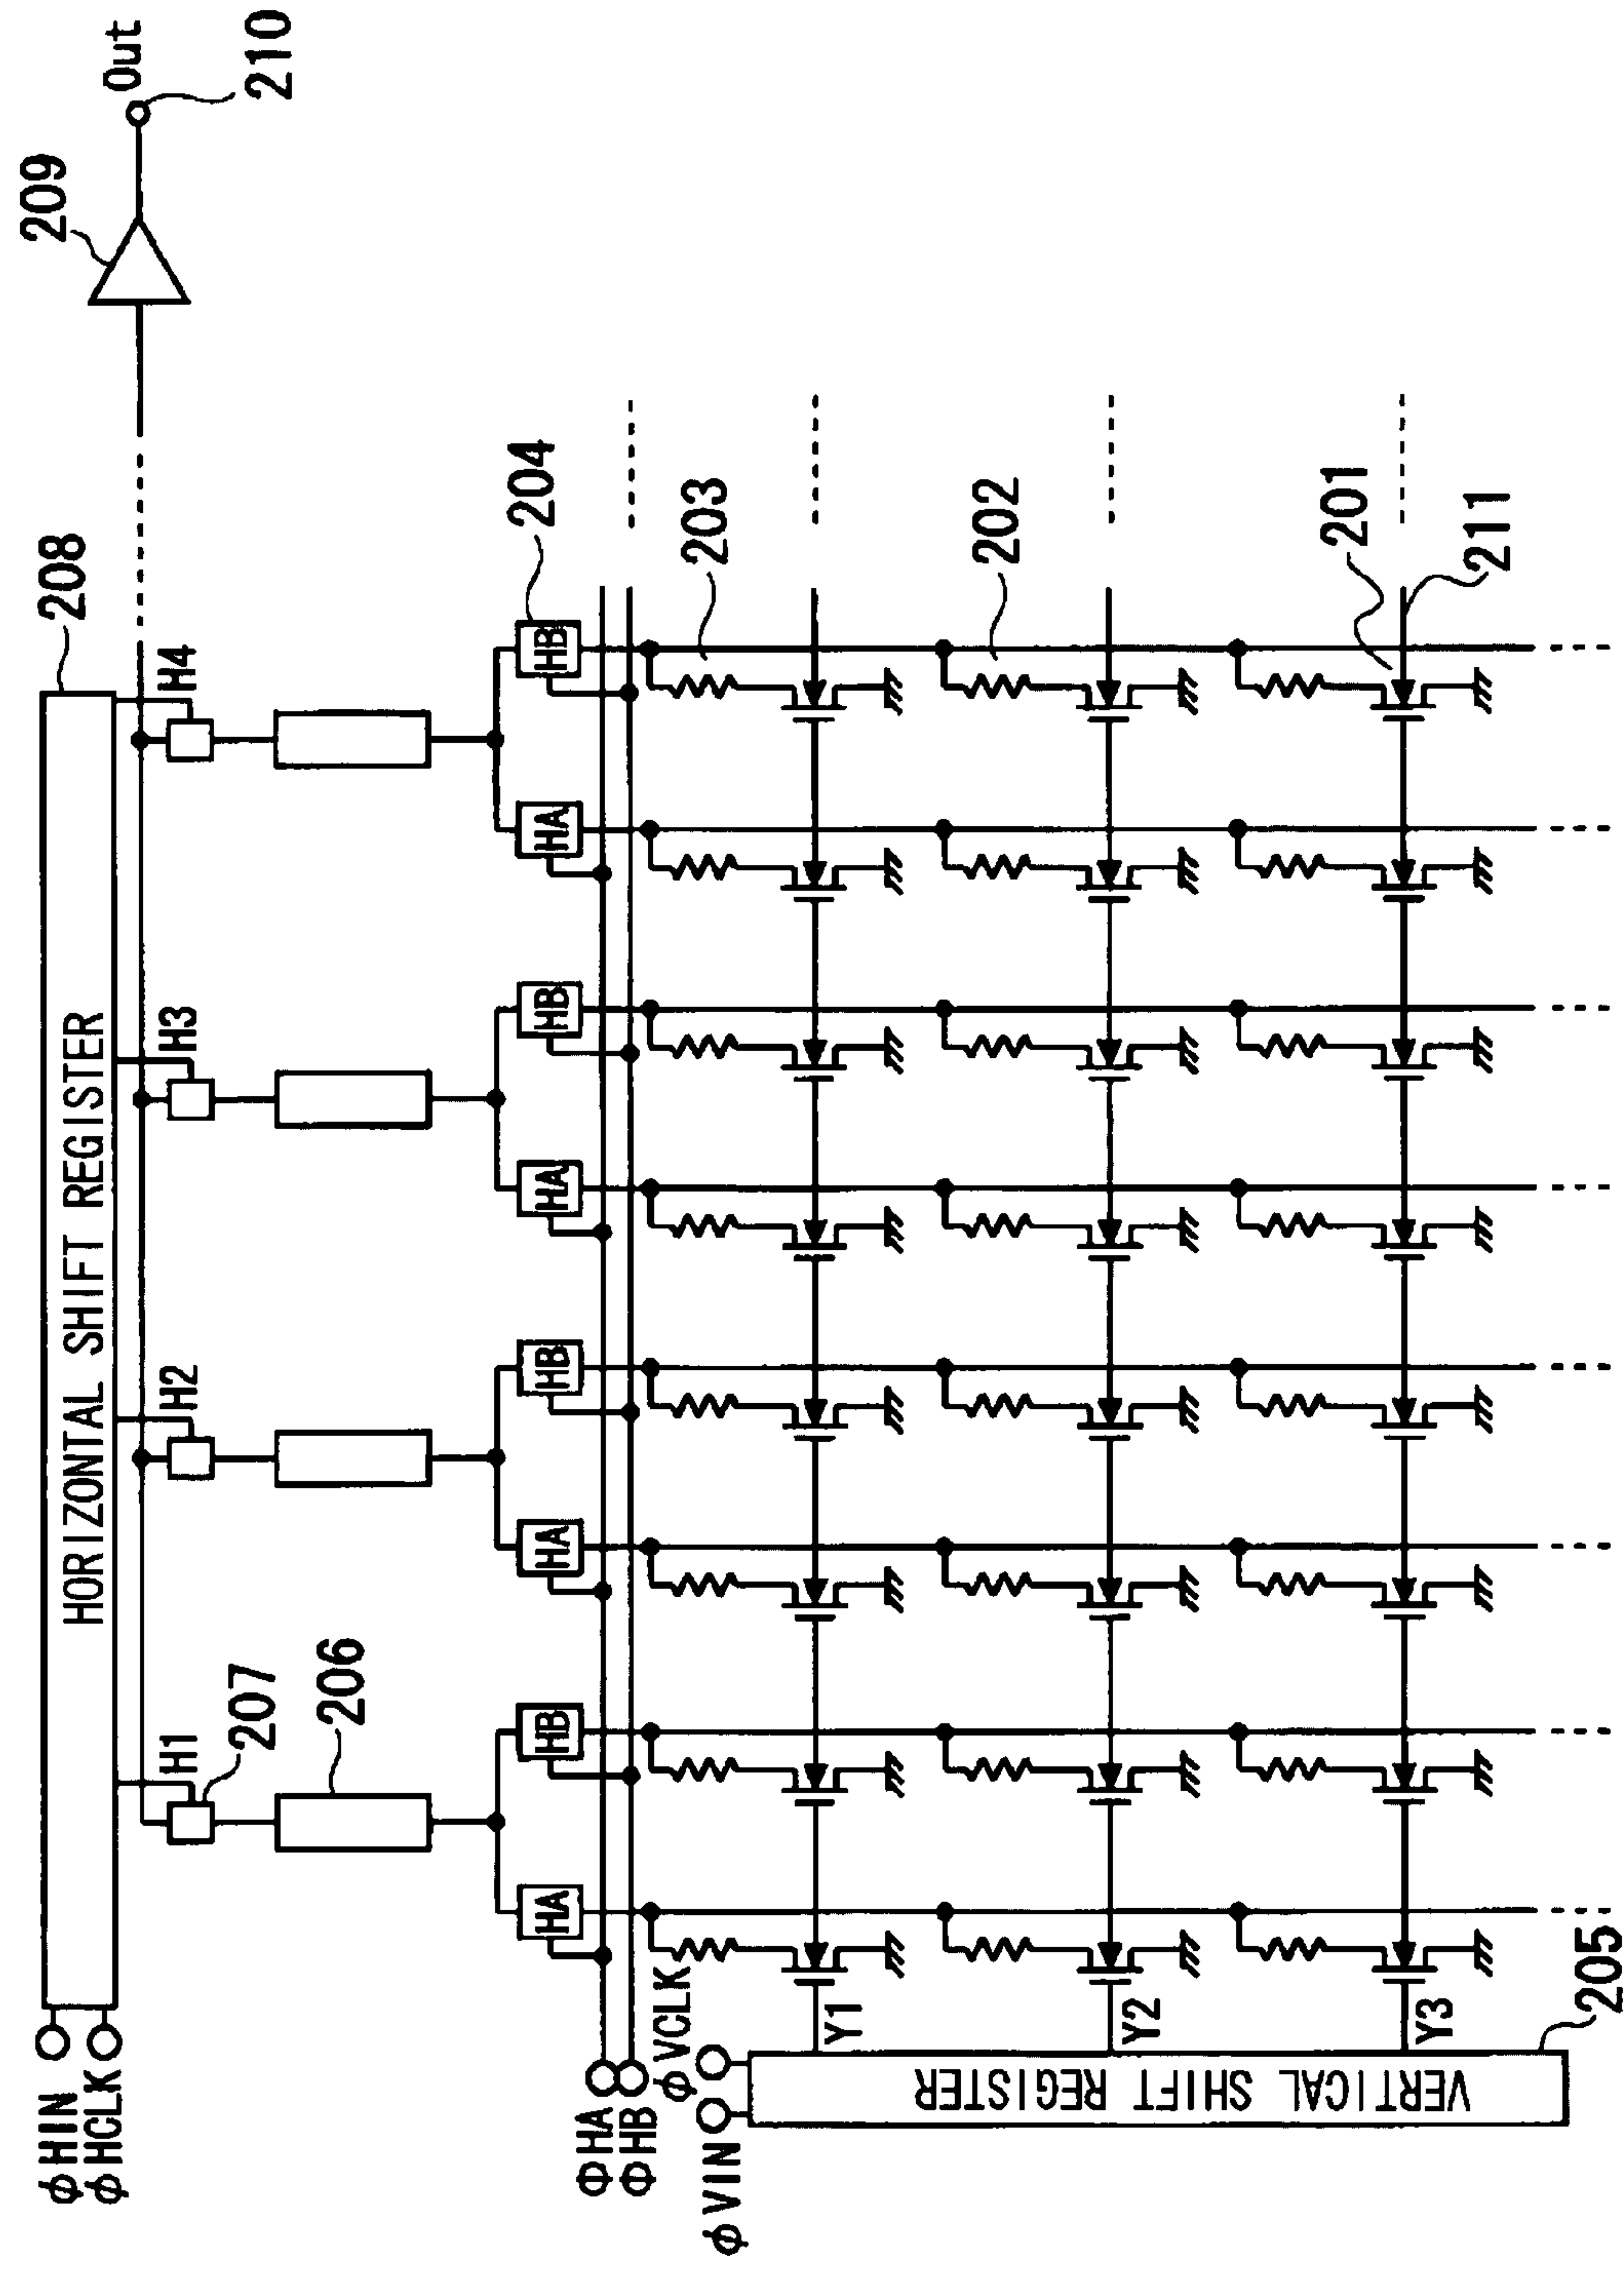 φHIN
φHCLK
HORIZONTAL SHIFT REGISTER
208
209
Out
210
H1
H2
H3
H4
207
206
HA
HB
HA
HB
HA
HB
HA
HB
204
ΦHA
ΦHB
φVIN
φVCLK
203
Y1
202
Y2
201
Y3
211
VERTICAL SHIFT REGISTER
205